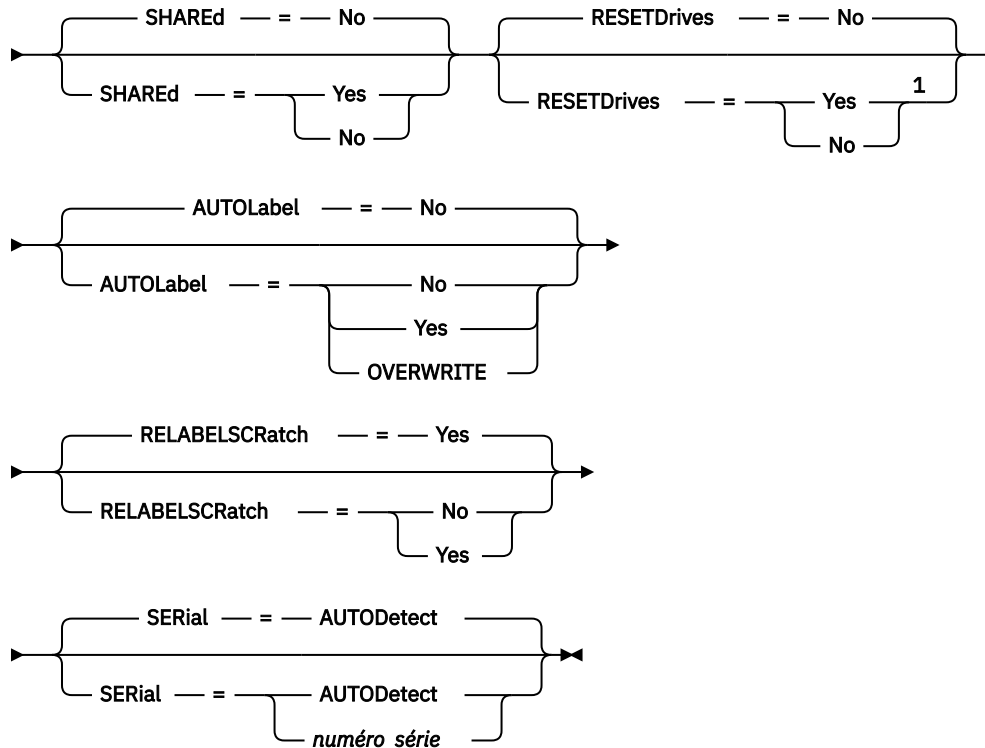 SHAREd = No RESETDrives = No
SHAREd = Yes RESETDrives = Yes 1
No No
AUTOLabel = No
AUTOLabel = No
Yes
OVERWRITE
RELABELSCRatch = Yes
RELABELSCRatch = No
Yes
SERial = AUTODetect
SERial = AUTODetect
numéro série